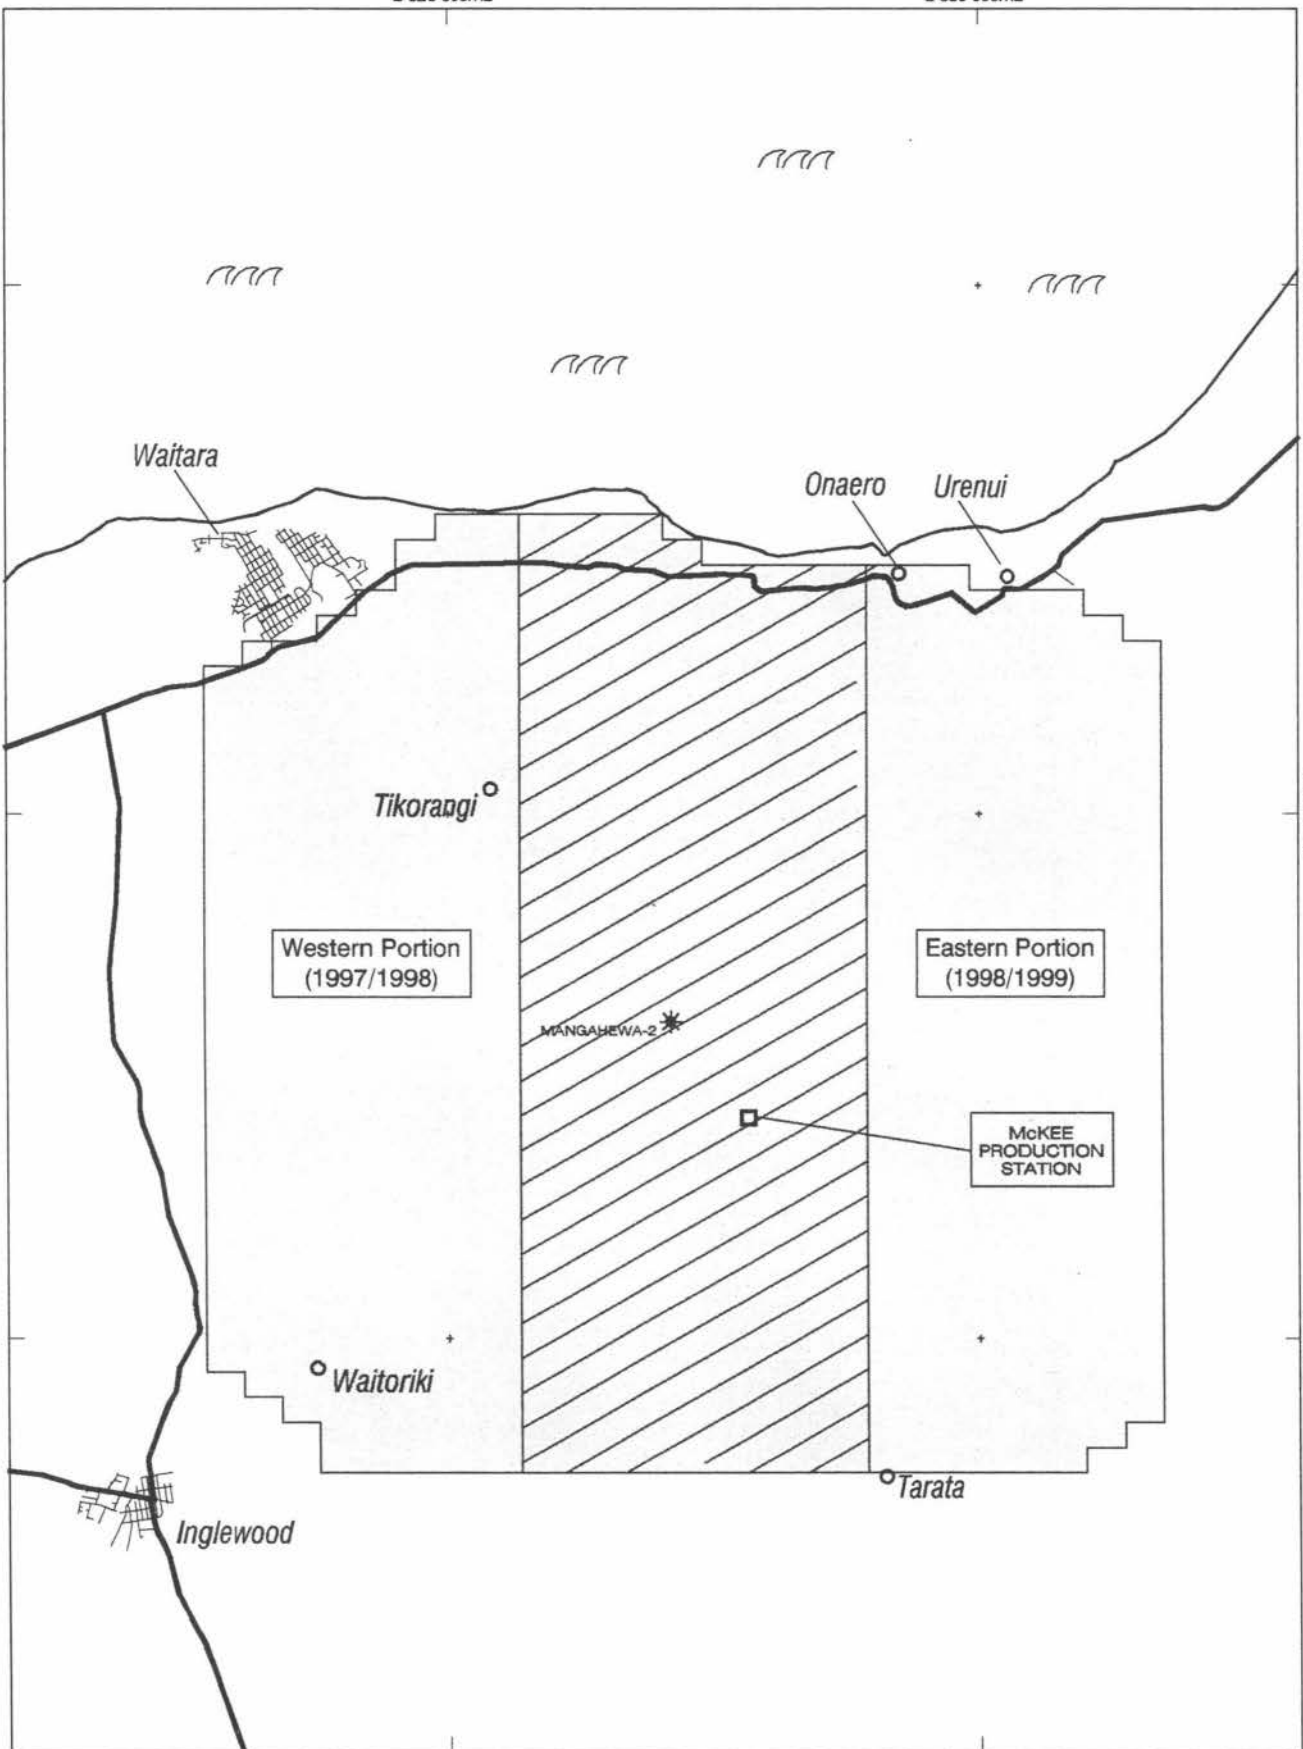 Waitara
Onaero
Urenui
Tikorangi
Western Portion
(1997/1998)
Eastern Portion
(1998/1999)
MANGAHEWA-2
McKEE
PRODUCTION
STATION
Waitoriki
Tarata
Inglewood